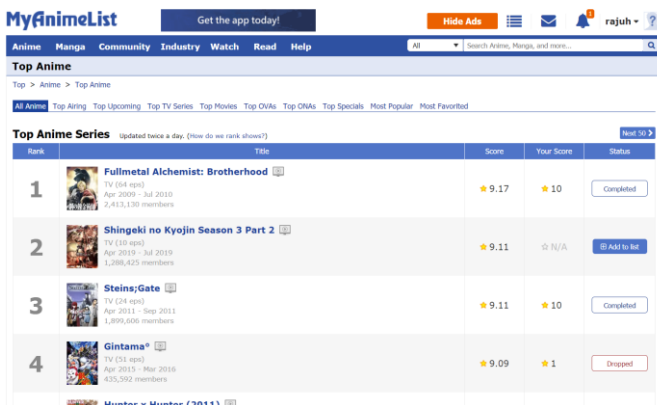 MyAnimeList
Get the app today!
Hide Ads
1
rajuh
?
Anime Manga Community Industry Watch Read Help
All
Search Anime, Manga, and more...
Top Anime
Top > Anime > Top Anime
All Anime Top Airing Top Upcoming Top TV Series Top Movies Top OVAs Top ONAs Top Specials Most Popular Most Favorited
Top Anime Series Updated twice a day. (How do we rank shows?) Next 50
Rank Title Score Your Score Status
1
Fullmetal Alchemist: Brotherhood
TV (64 eps)
Apr 2009 - Jul 2010
2,413,130 members
9.17 10 Completed
2
Shingeki no Kyojin Season 3 Part 2
TV (10 eps)
Apr 2019 - Jul 2019
1,288,425 members
9.11 N/A Add to list
3
Steins;Gate
TV (24 eps)
Apr 2011 - Sep 2011
1,899,606 members
9.11 10 Completed
4
Gintama°
TV (51 eps)
Apr 2015 - Mar 2016
435,592 members
9.09 1 Dropped
Hunter x Hunter (2011)